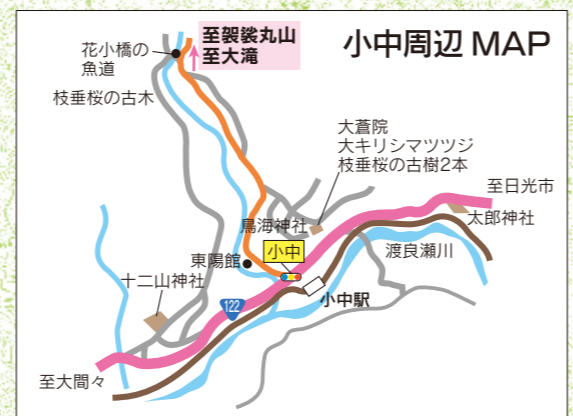 小中周辺 MAP
至袈裟丸山
至大滝
花小橋の
魚道
枝垂桜の古木
大蒼院
大キリシマツツジ
枝垂桜の古樹2本
至日光市
太郎神社
鳥海神社
小中
渡良瀬川
東陽館
十二山神社
小中駅
122
至大間々